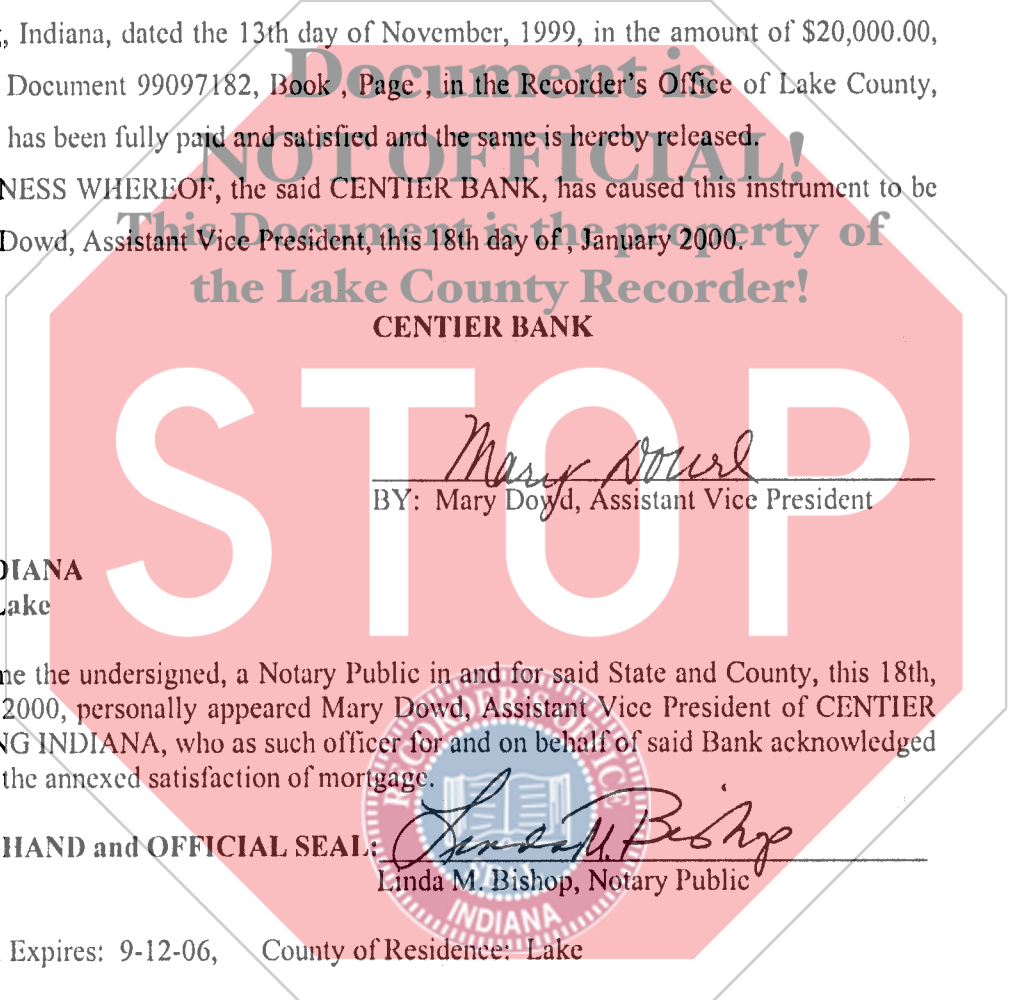 , Indiana, dated the 13th day of November, 1999, in the amount of $20,000.00,
Document is
Document 99097182, Book , Page , in the Recorder's Office of Lake County,
has been fully paid and satisfied and the same is hereby released.
NOT OFFICIAL!
NESS WHEREOF, the said CENTIER BANK, has caused this instrument to be
This Document is the property of
Dowd, Assistant Vice President, this 18th day of , January 2000.
the Lake County Recorder!
CENTIER BANK
STOP
Mary Dowd
BY: Mary Dowd, Assistant Vice President
DIANA
Lake
me the undersigned, a Notary Public in and for said State and County, this 18th,
2000, personally appeared Mary Dowd, Assistant Vice President of CENTIER
NG INDIANA, who as such officer for and on behalf of said Bank acknowledged
the annexed satisfaction of mortgage.
RECORDER'S OFFICE
HAND and OFFICIAL SEAL:
Linda M. Bishop
SEAL
Linda M. Bishop, Notary Public
INDIANA
Expires: 9-12-06, County of Residence: Lake